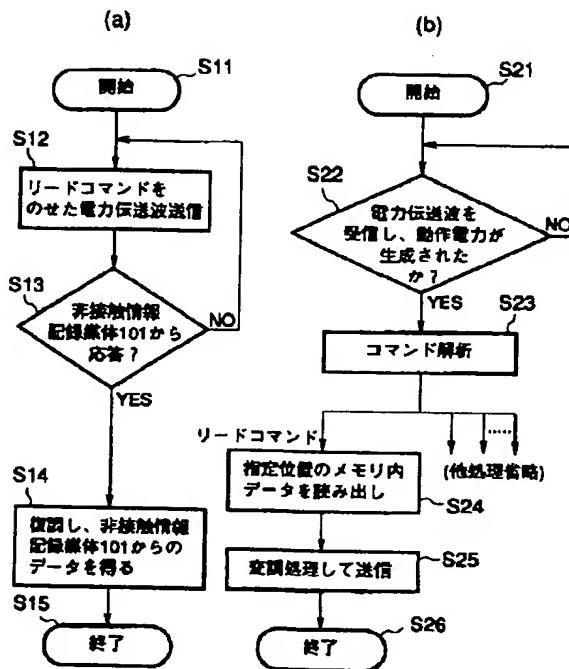 (a)
S11
開始
S12
リードコマンドを
のせた電力伝送波送信
S13
非接触情報
記録媒体101から
応答?
NO
YES
S14
復調し、非接触情報
記録媒体101からの
データを得る
S15
終了
(b)
S21
開始
S22
電力伝送波を
受信し、動作電力が
生成された
か?
NO
YES
S23
コマンド解析
リードコマンド
……
(他処理省略)
指定位置のメモリ内
データを読み出し
S24
変調処理して送信
S25
S26
終了